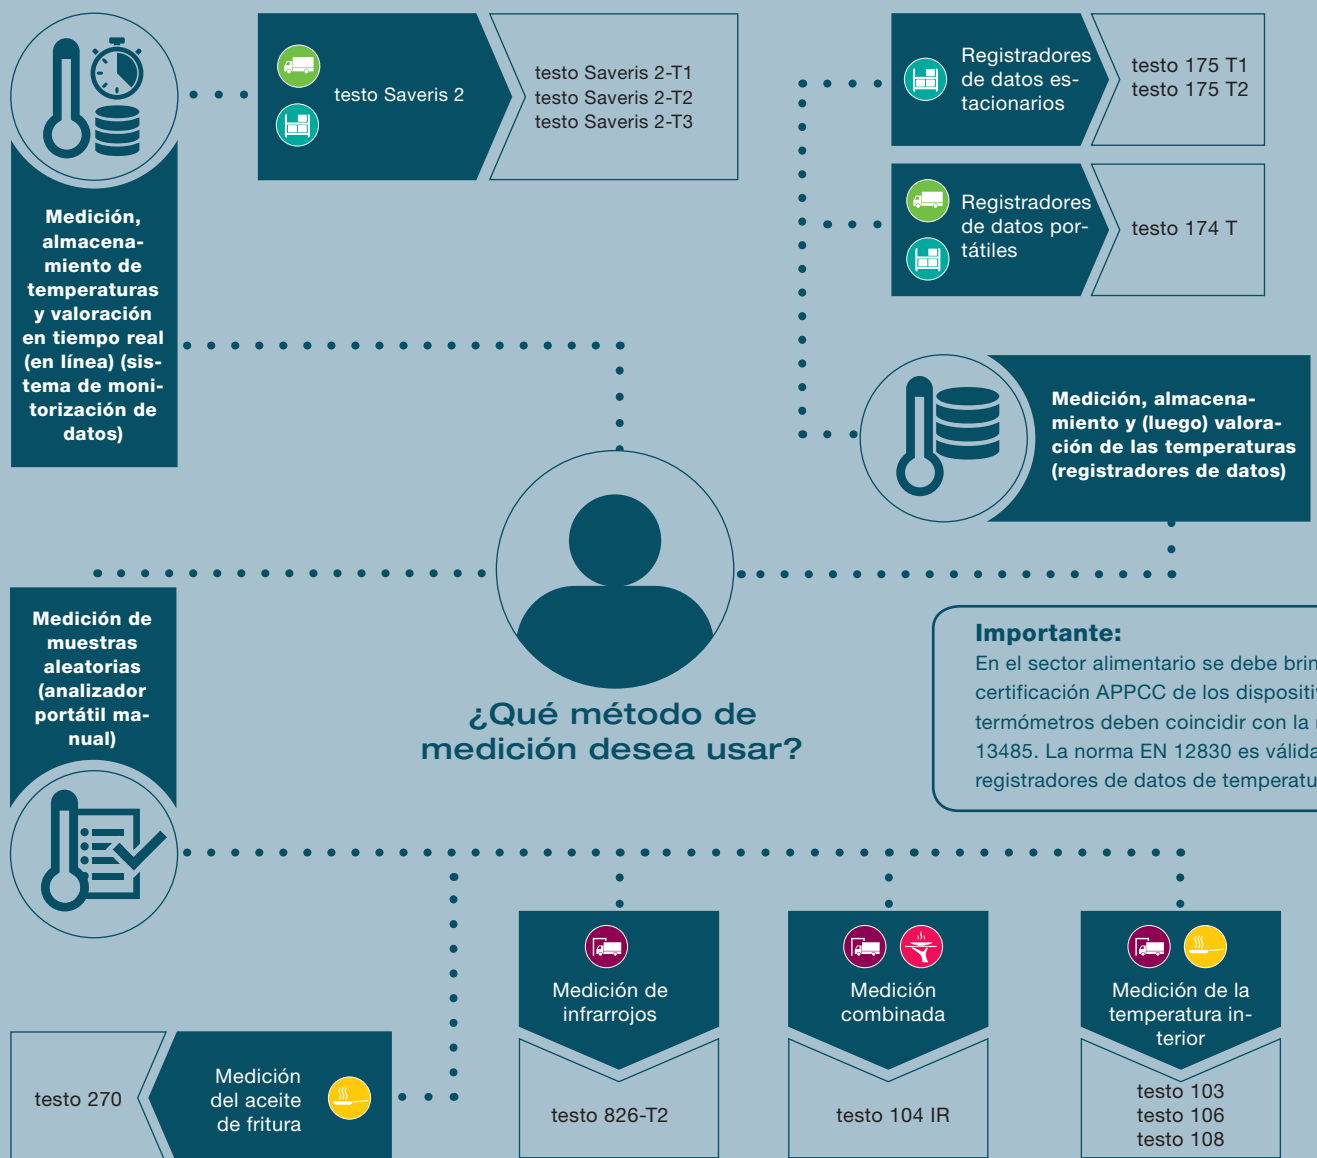 testo Saveris 2
testo Saveris 2-T1
testo Saveris 2-T2
testo Saveris 2-T3
Medición,
almacena-
miento de
temperaturas
y valoración
en tiempo real
(en línea) (sis-
tema de moni-
torización de
datos)
Registradores
de datos es-
tacionarios
testo 175 T1
testo 175 T2
Registradores
de datos por-
tátiles
testo 174 T
Medición, almacena-
miento y (luego) valora-
ción de las temperaturas
(registradores de datos)
Medición de
muestras
aleatorias
(analizador
portátil ma-
nual)
¿Qué método de
medición desea usar?
Importante:
En el sector alimentario se debe
certificación APPCC de los
termómetros deben coincidir con la
13485. La norma EN 12830 es
registradores de datos de
testo 270
Medición
del aceite
de fritura
Medición de
infrarrojos
testo 826-T2
Medición
combinada
testo 104 IR
Medición de la
temperatura in-
terior
testo 103
testo 106
testo 108